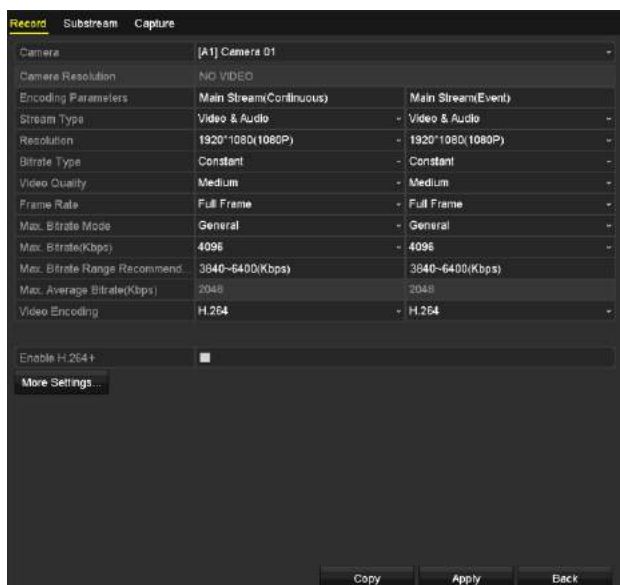 Record Substream Capture
Camera [A1] Camera 01
Camera Resolution NO VIDEO
Encoding Parameters Main Stream(Continuous) Main Stream(Event)
Stream Type Video & Audio Video & Audio
Resolution 1920*1080(1080P) 1920*1080(1080P)
Bitrate Type Constant Constant
Video Quality Medium Medium
Frame Rate Full Frame Full Frame
Max. Bitrate Mode General General
Max. Bitrate(Kbps) 4096 4096
Max. Bitrate Range Recommend... 3840~6400(Kbps) 3840~6400(Kbps)
Max. Average Bitrate(Kbps) 2048 2048
Video Encoding H.264 H.264
Enable H.264+
More Settings...
Copy Apply Back